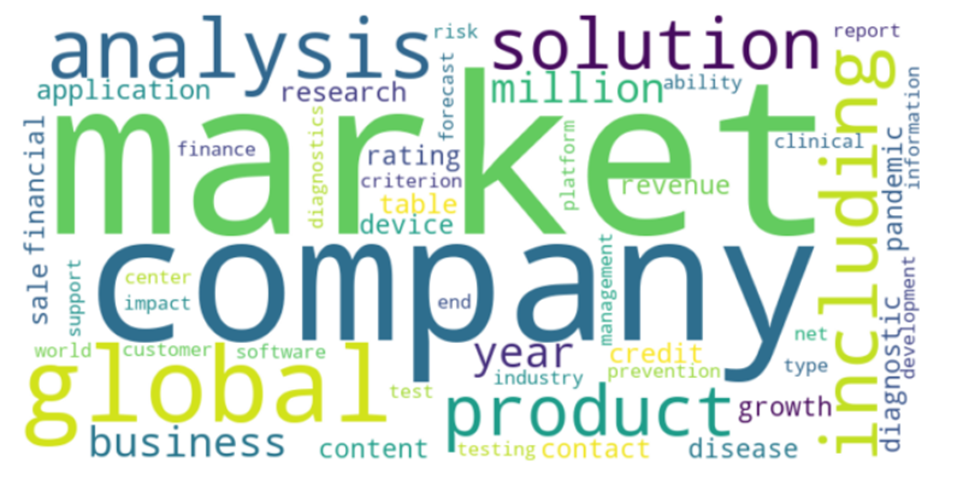 analysis
risk
solution
report
application
research
forecast
million
ability
including
information
market
financial
finance
diagnostics
rating
criterion
table
device
platform
revenue
clinical
pandemic
company
sale
support
center
impact
end
management
net
type
diagnostic
development
world
customer
software
year
credit
prevention
industry
global
test
product
growth
business
content
testing
contact
disease